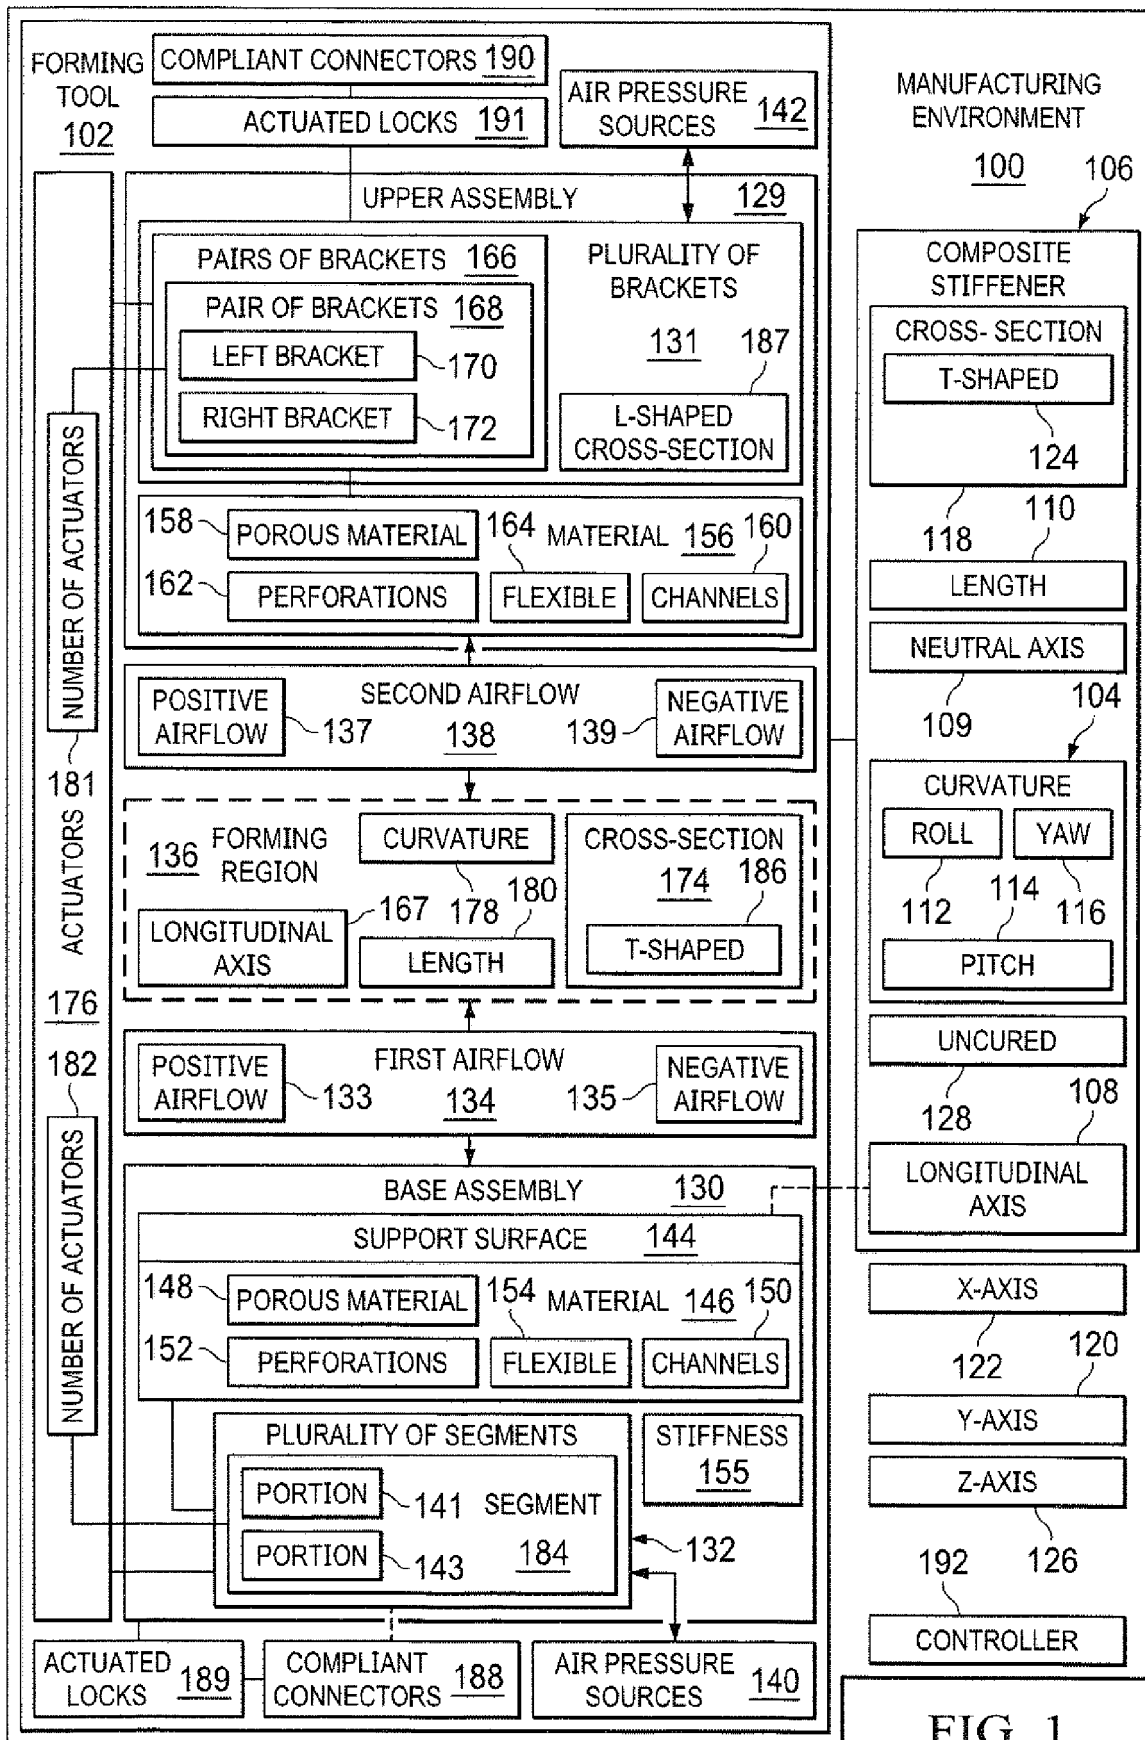 COMPLIANT CONNECTORS 190
FORMING
TOOL
102
ACTUATED LOCKS 191
AIR PRESSURE
SOURCES 142
MANUFACTURING
ENVIRONMENT
100
UPPER ASSEMBLY 129
PAIRS OF BRACKETS 166
PLURALITY OF
BRACKETS
131
PAIR OF BRACKETS 168
LEFT BRACKET 170
RIGHT BRACKET 172
187
L-SHAPED
CROSS-SECTION
158 POROUS MATERIAL 164 MATERIAL 156 160
162 PERFORATIONS FLEXIBLE CHANNELS
POSITIVE
AIRFLOW 137
SECOND AIRFLOW
138
139 NEGATIVE
AIRFLOW
136 FORMING
REGION
CURVATURE
178
CROSS-SECTION
174 186
T-SHAPED
167
LONGITUDINAL
AXIS
180
LENGTH
POSITIVE
AIRFLOW 133
FIRST AIRFLOW
134
135 NEGATIVE
AIRFLOW
BASE ASSEMBLY 130
SUPPORT SURFACE 144
148 POROUS MATERIAL 154 MATERIAL 146 150
152 PERFORATIONS FLEXIBLE CHANNELS
PLURALITY OF SEGMENTS
STIFFNESS
155
PORTION 141 SEGMENT
184
PORTION 143
132
ACTUATED
LOCKS 189
COMPLIANT
CONNECTORS 188
AIR PRESSURE
SOURCES 140
NUMBER OF ACTUATORS
181
ACTUATORS
176
182
NUMBER OF ACTUATORS
106
COMPOSITE
STIFFENER
CROSS- SECTION
T-SHAPED
124
118
110
LENGTH
NEUTRAL AXIS
109
104
CURVATURE
ROLL YAW
112 114 116
PITCH
UNCURED
128
108
LONGITUDINAL
AXIS
X-AXIS
122
120
Y-AXIS
Z-AXIS
126
192
CONTROLLER
FIG. 1